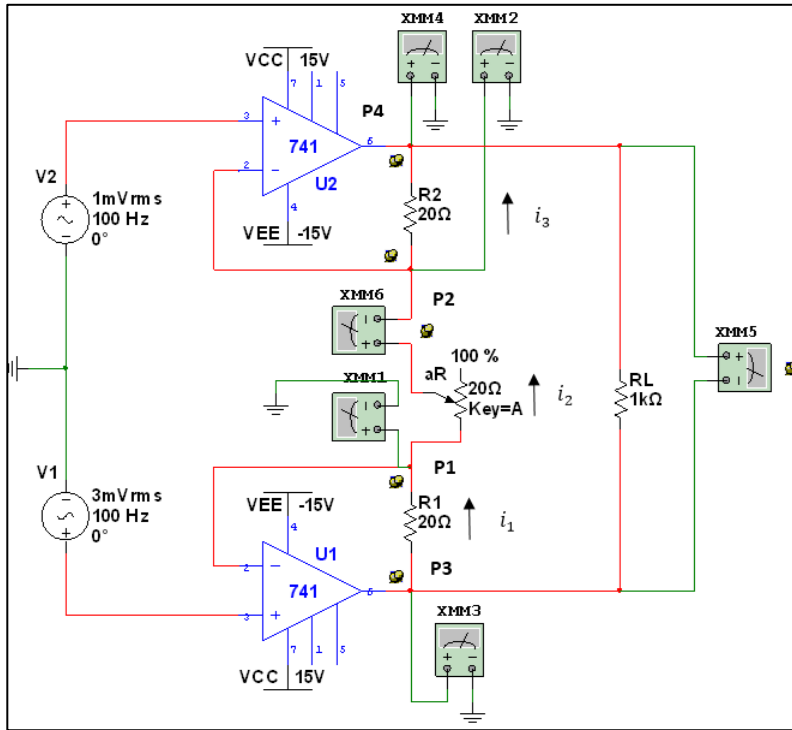 XMM4
XMM2
VCC 15V
7 1 5
P4
3
741
6
2
U2
4
VEE -15V
V2
1mVrms
100 Hz
0°
R2
20Ω
i₃
XMM6
P2
XMM5
100 %
aR
20Ω
Key=A
i₂
XMM1
RL
1kΩ
P1
V1
3mVrms
100 Hz
0°
VEE -15V
4
R1
20Ω
i₁
U1
P3
2
741
6
3
7 1 5
VCC 15V
XMM3